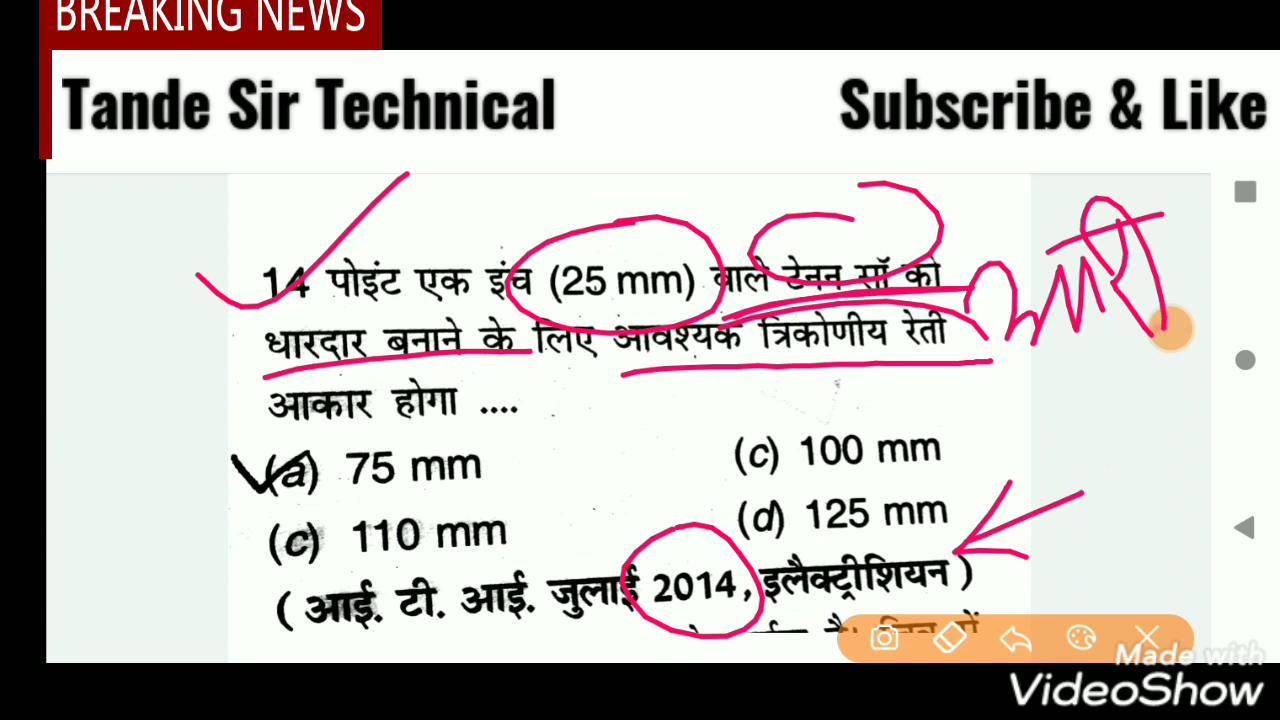 BREAKING NEWS
Tande Sir Technical Subscribe & Like
14 पोइंट एक इंच (25 mm) वाले टेनन सॉ को
धारदार बनाने के लिए आवश्यक त्रिकोणीय रेती
आकार होगा ....
(a) 75 mm (c) 100 mm
(c) 110 mm (d) 125 mm
( आई. टी. आई. जुलाई 2014, इलैक्ट्रीशियन )
Made with
VideoShow